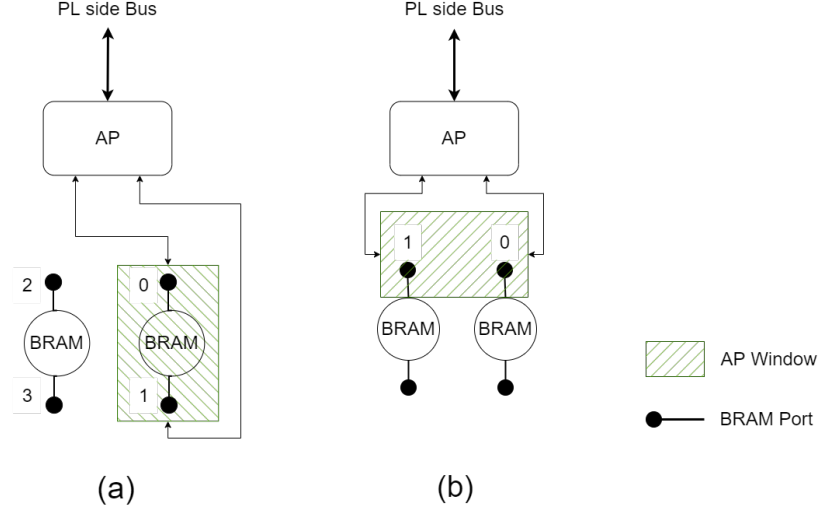 PL side Bus
PL side Bus
AP
AP
1
0
2
0
BRAM
BRAM
BRAM
BRAM
3
1
AP Window
BRAM Port
(a)
(b)